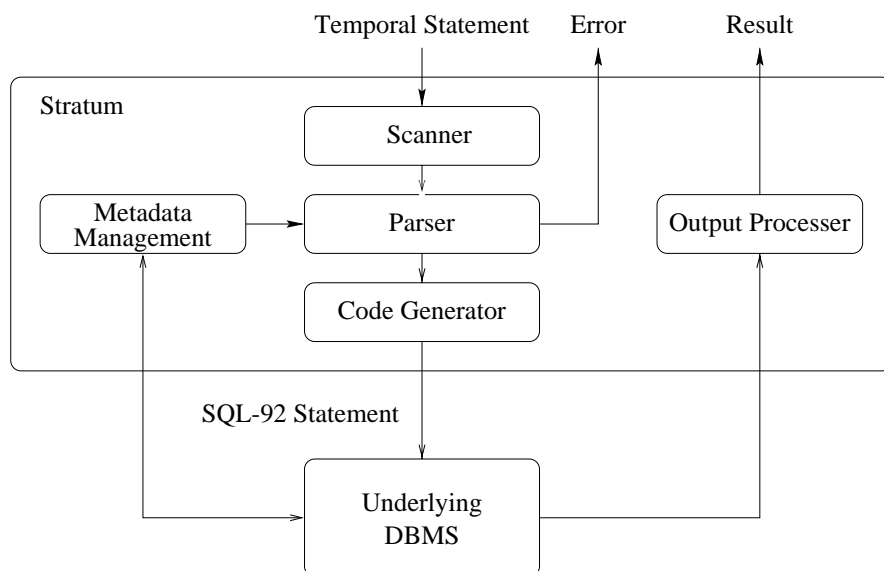 Temporal Statement
Error
Result
Stratum
Scanner
Metadata
Management
Parser
Output Processer
Code Generator
SQL-92 Statement
Underlying
DBMS